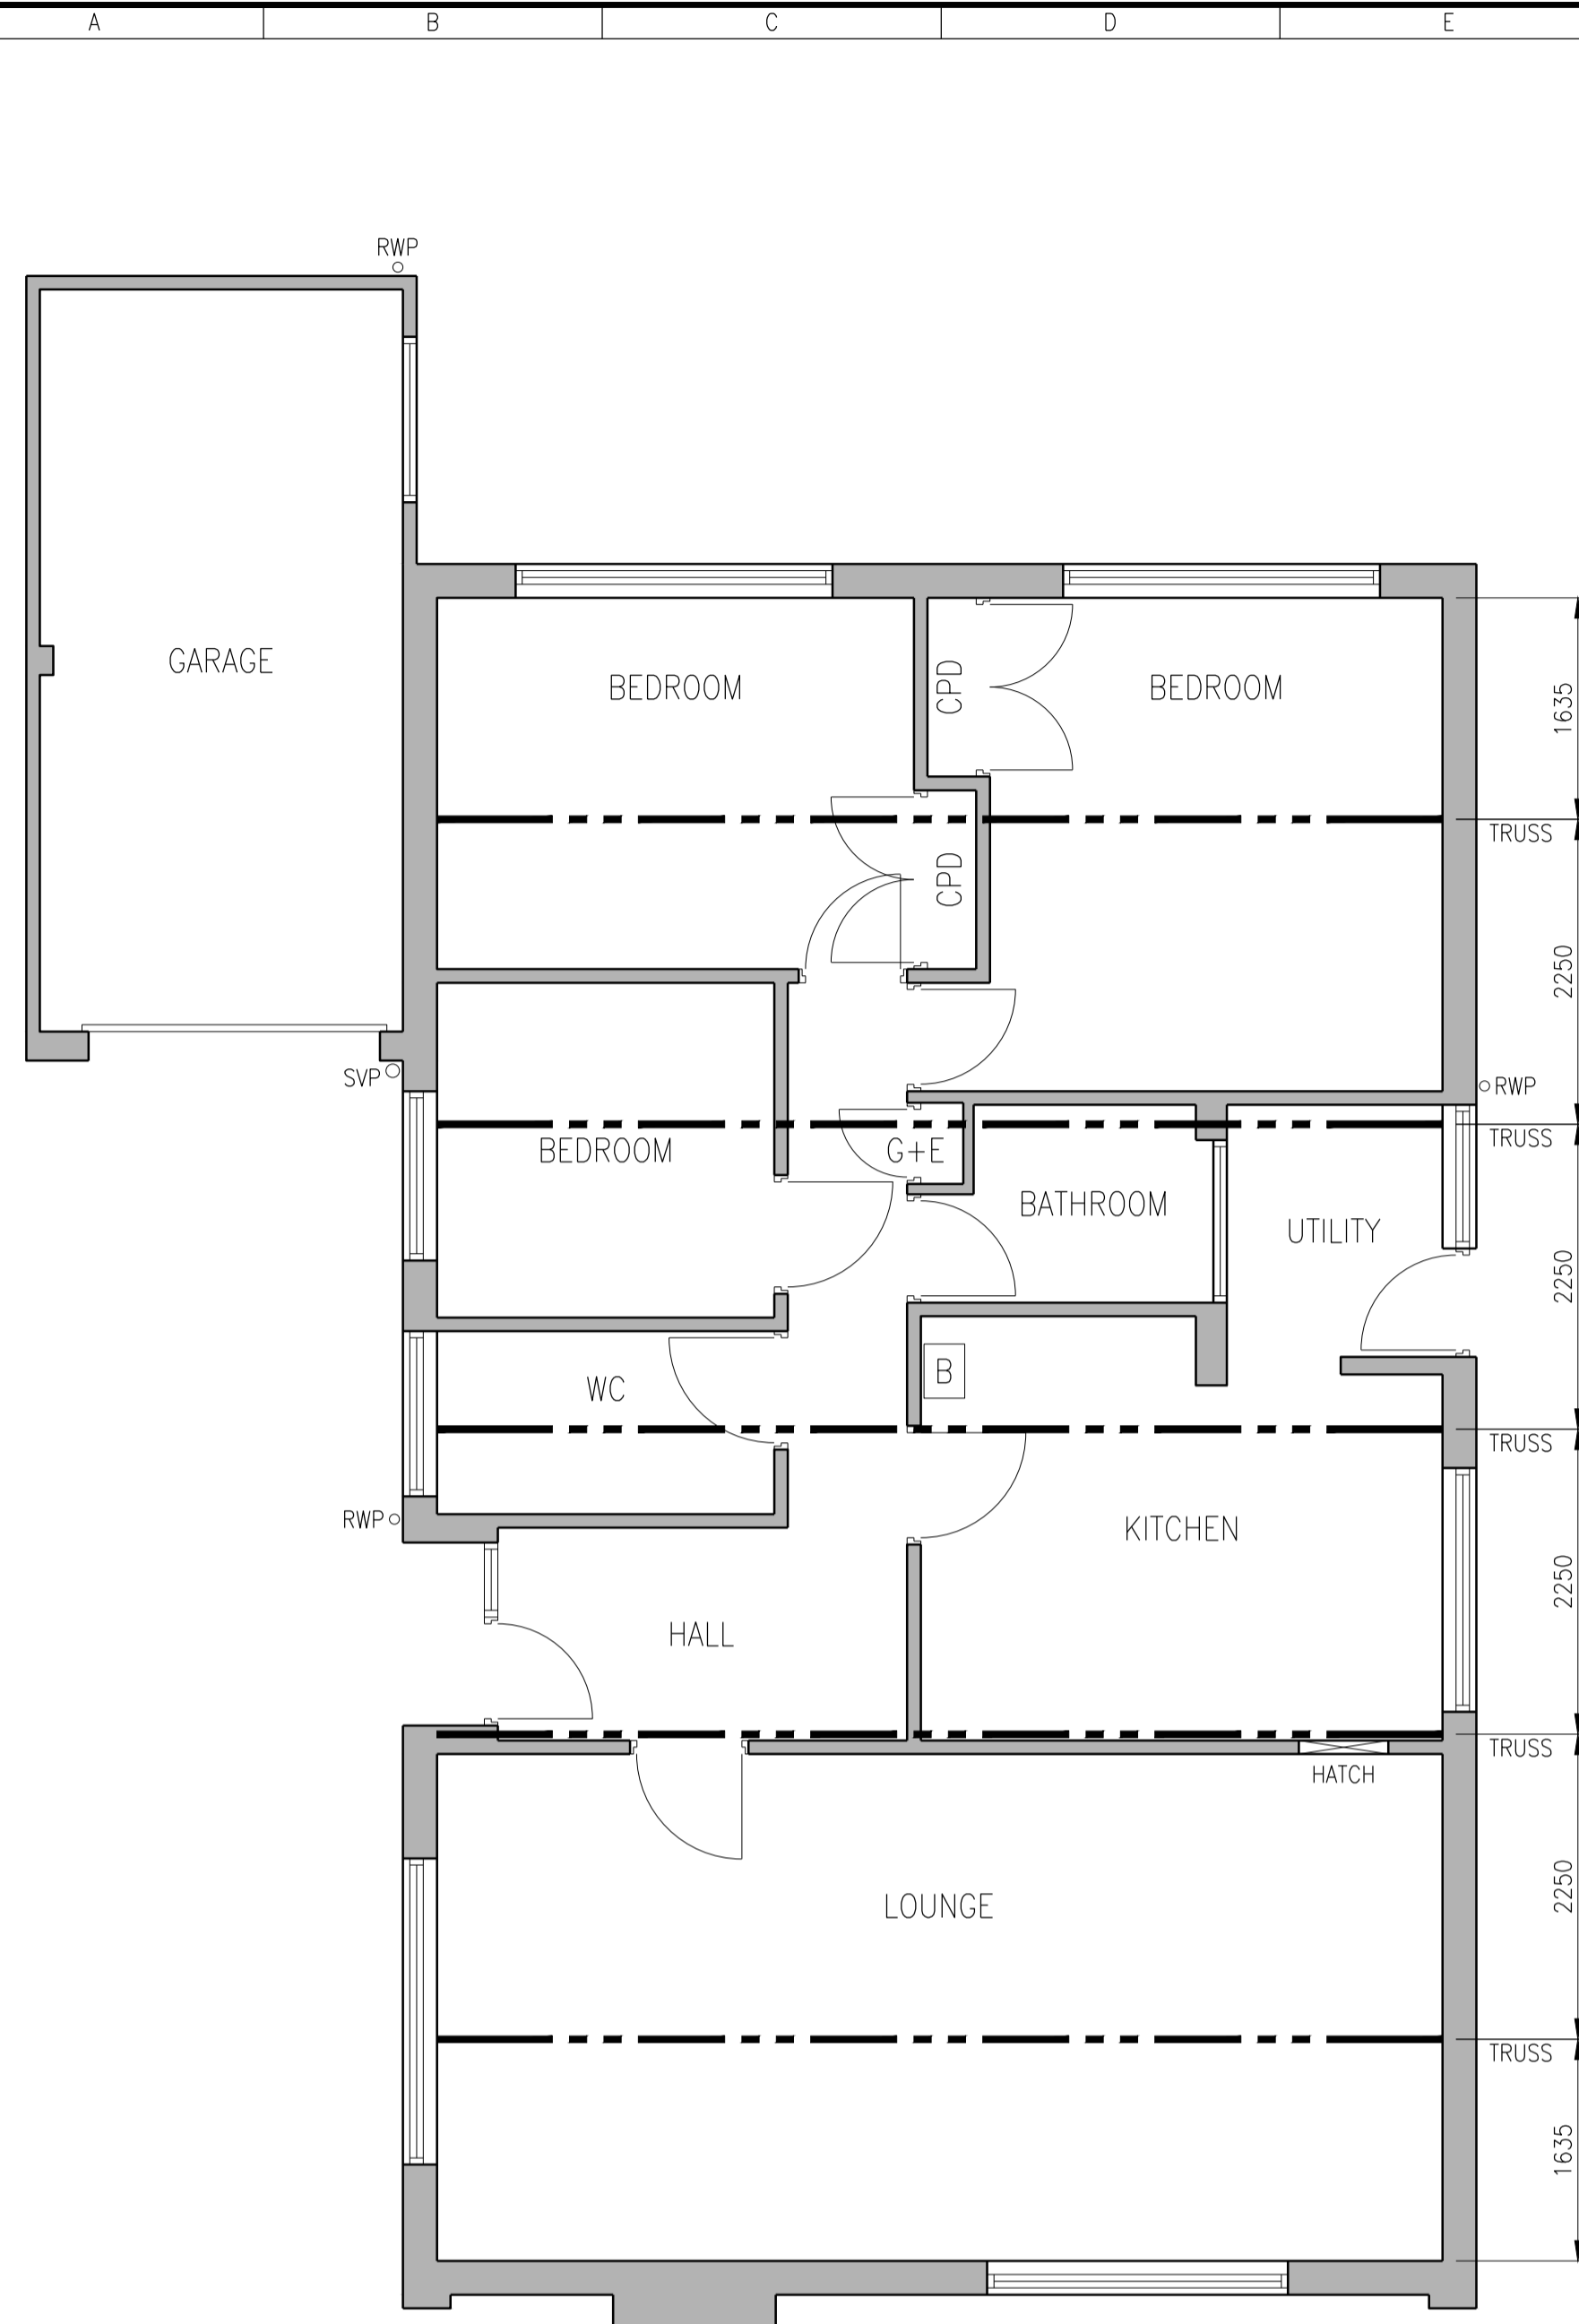 A B C D E
RWP
GARAGE
BEDROOM
CPD
BEDROOM
1635
TRUSS
CPD
2250
SVP
RWP
TRUSS
BEDROOM
G+E
BATHROOM
UTILITY
2250
B
WC
TRUSS
RWP
KITCHEN
2250
HALL
TRUSS
HATCH
LOUNGE
2250
TRUSS
1635